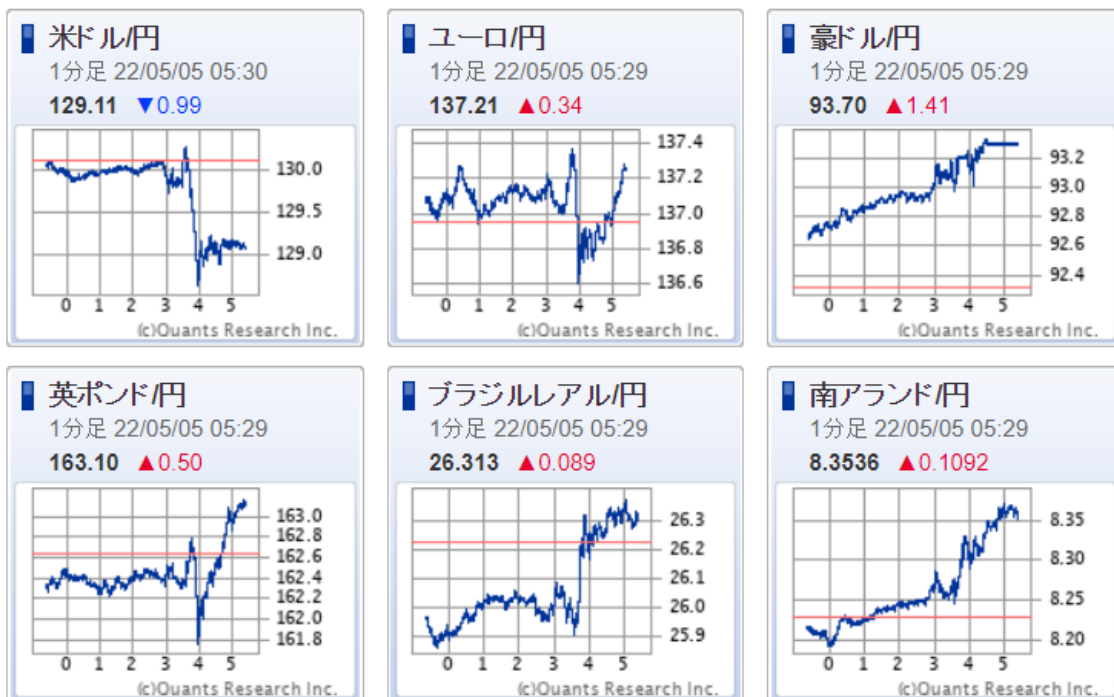 米ドル/円
1分足 22/05/05 05:30
129.11 ▼0.99
130.0
129.5
129.0
0 1 2 3 4 5
(c)Quants Research Inc.
ユーロ/円
1分足 22/05/05 05:29
137.21 ▲0.34
137.4
137.2
137.0
136.8
136.6
0 1 2 3 4 5
(c)Quants Research Inc.
豪ドル/円
1分足 22/05/05 05:29
93.70 ▲1.41
93.2
93.0
92.8
92.6
92.4
0 1 2 3 4 5
(c)Quants Research Inc.
英ポンド/円
1分足 22/05/05 05:29
163.10 ▲0.50
163.0
162.8
162.6
162.4
162.2
162.0
161.8
0 1 2 3 4 5
(c)Quants Research Inc.
ブラジルレアル/円
1分足 22/05/05 05:29
26.313 ▲0.089
26.3
26.2
26.1
26.0
25.9
0 1 2 3 4 5
(c)Quants Research Inc.
南アランド/円
1分足 22/05/05 05:29
8.3536 ▲0.1092
8.35
8.30
8.25
8.20
0 1 2 3 4 5
(c)Quants Research Inc.